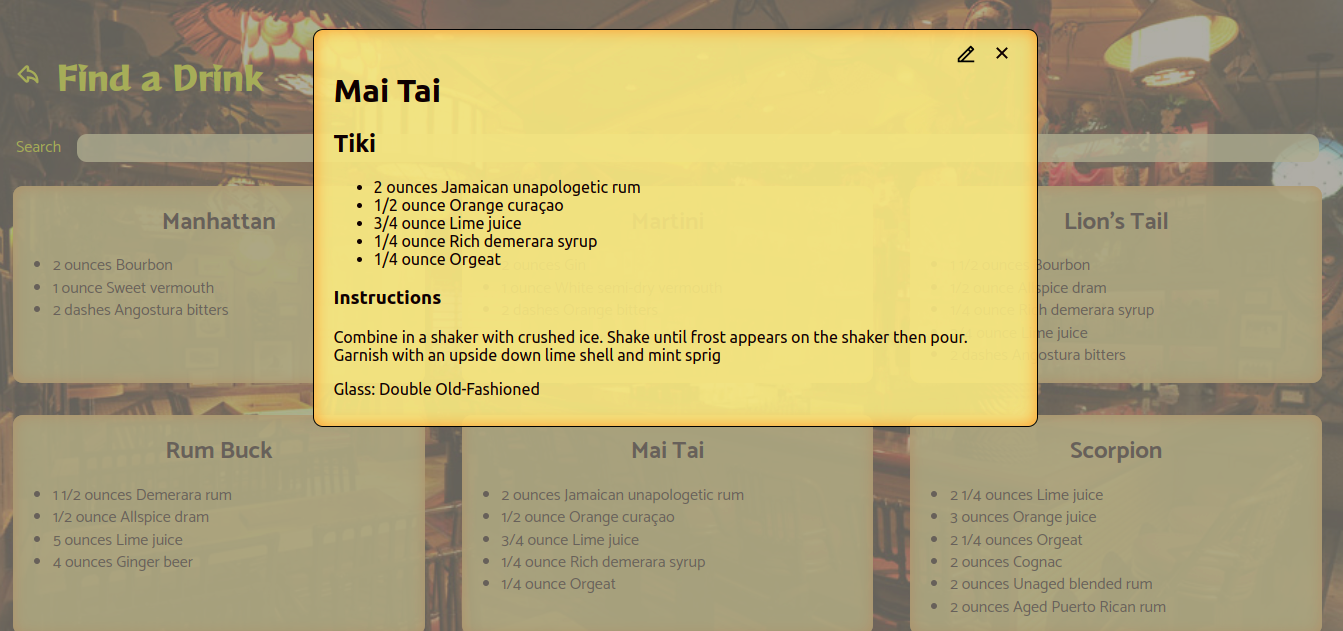 Find a Drink
Search
Mai Tai
Tiki
2 ounces Jamaican unapologetic rum
1/2 ounce Orange curaçao
3/4 ounce Lime juice
1/4 ounce Rich demerara syrup
1/4 ounce Orgeat
Instructions
Combine in a shaker with crushed ice. Shake until frost appears on the shaker then pour.
Garnish with an upside down lime shell and mint sprig
Glass: Double Old-Fashioned
Manhattan
2 ounces Bourbon
1 ounce Sweet vermouth
2 dashes Angostura bitters
Martini
Lion's Tail
Bourbon
demerara syrup
juice
bitters
Rum Buck
1 1/2 ounces Demerara rum
1/2 ounce Allspice dram
5 ounces Lime juice
4 ounces Ginger beer
Mai Tai
2 ounces Jamaican unapologetic rum
1/2 ounce Orange curaçao
3/4 ounce Lime juice
1/4 ounce Rich demerara syrup
1/4 ounce Orgeat
Scorpion
2 1/4 ounces Lime juice
3 ounces Orange juice
2 1/4 ounces Orgeat
2 ounces Cognac
2 ounces Unaged blended rum
2 ounces Aged Puerto Rican rum